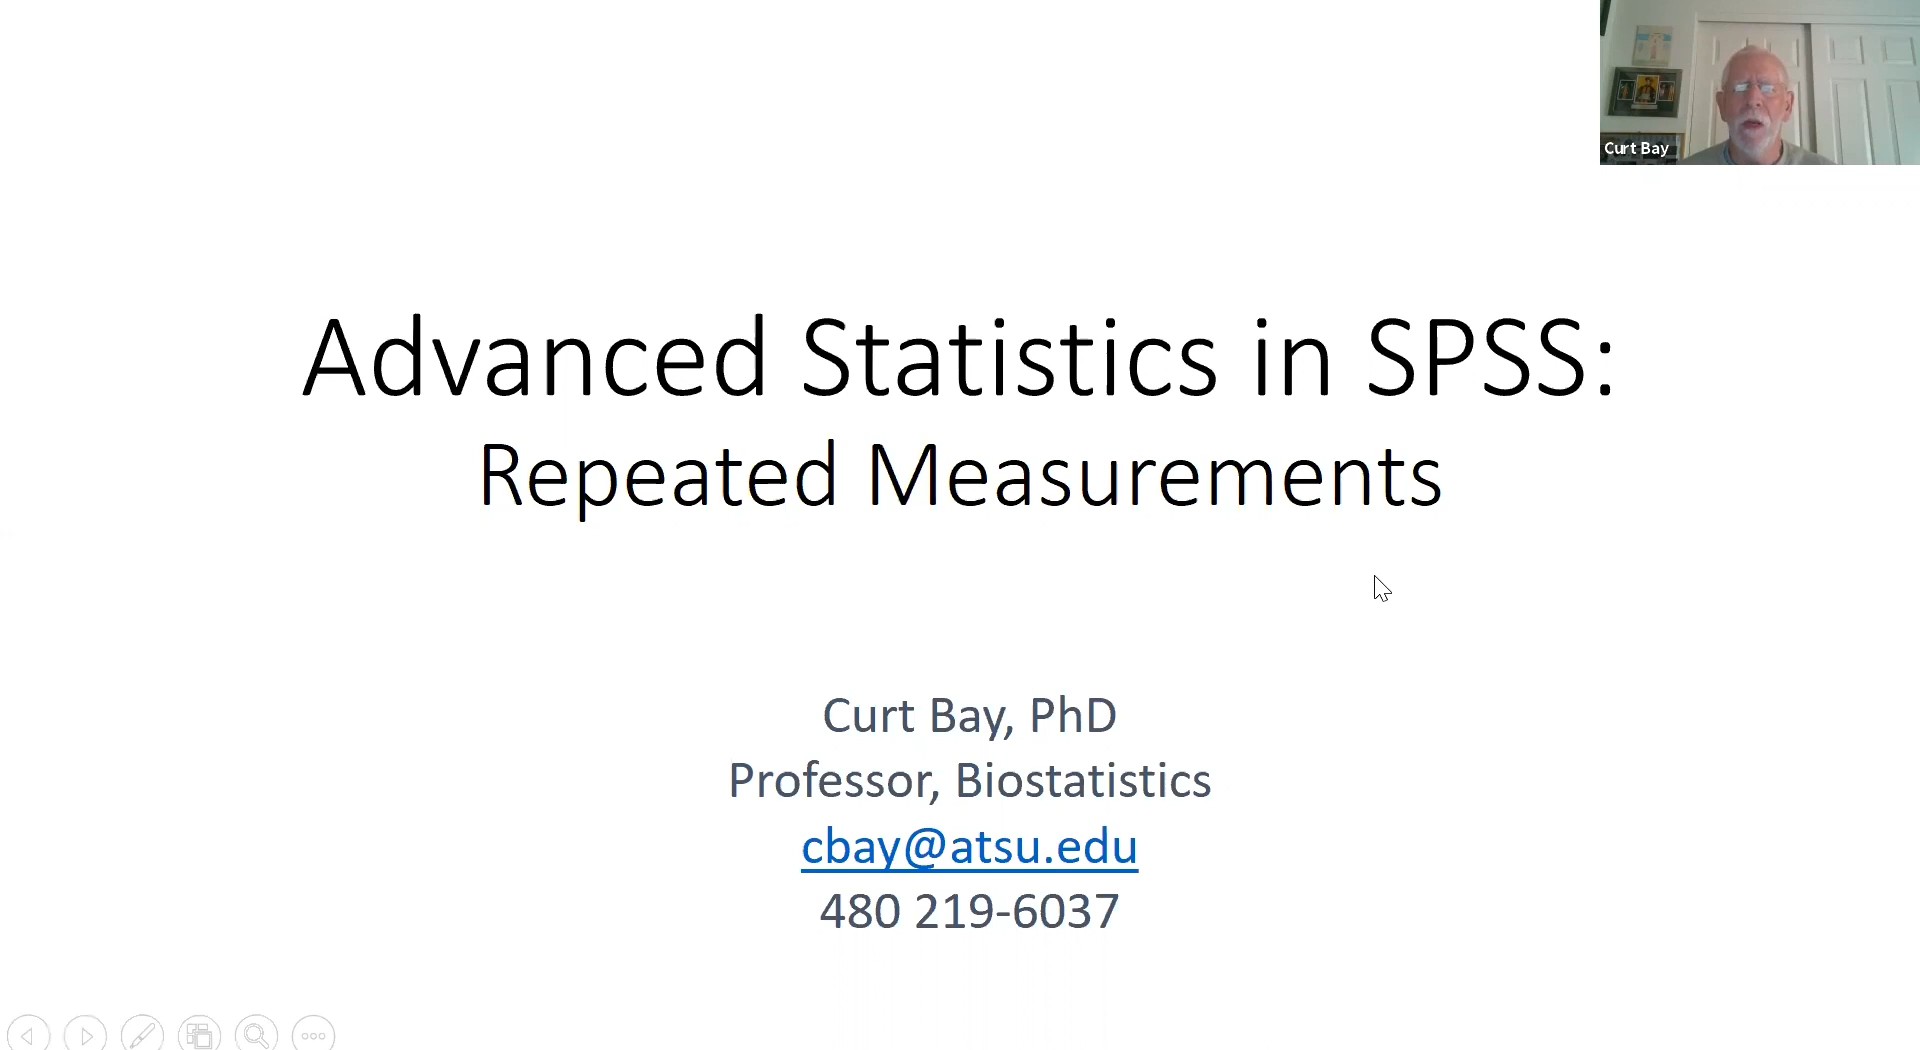 Curt Bay
Advanced Statistics in SPSS:
Repeated Measurements
Curt Bay, PhD
Professor, Biostatistics
cbay@atsu.edu
480 219-6037